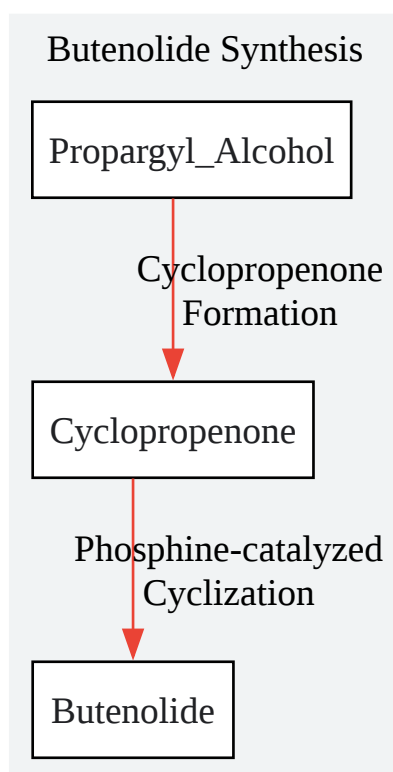 Butenolide Synthesis
Propargyl_Alcohol
Cyclopropenone
Formation
Cyclopropenone
Phosphine-catalyzed
Cyclization
Butenolide